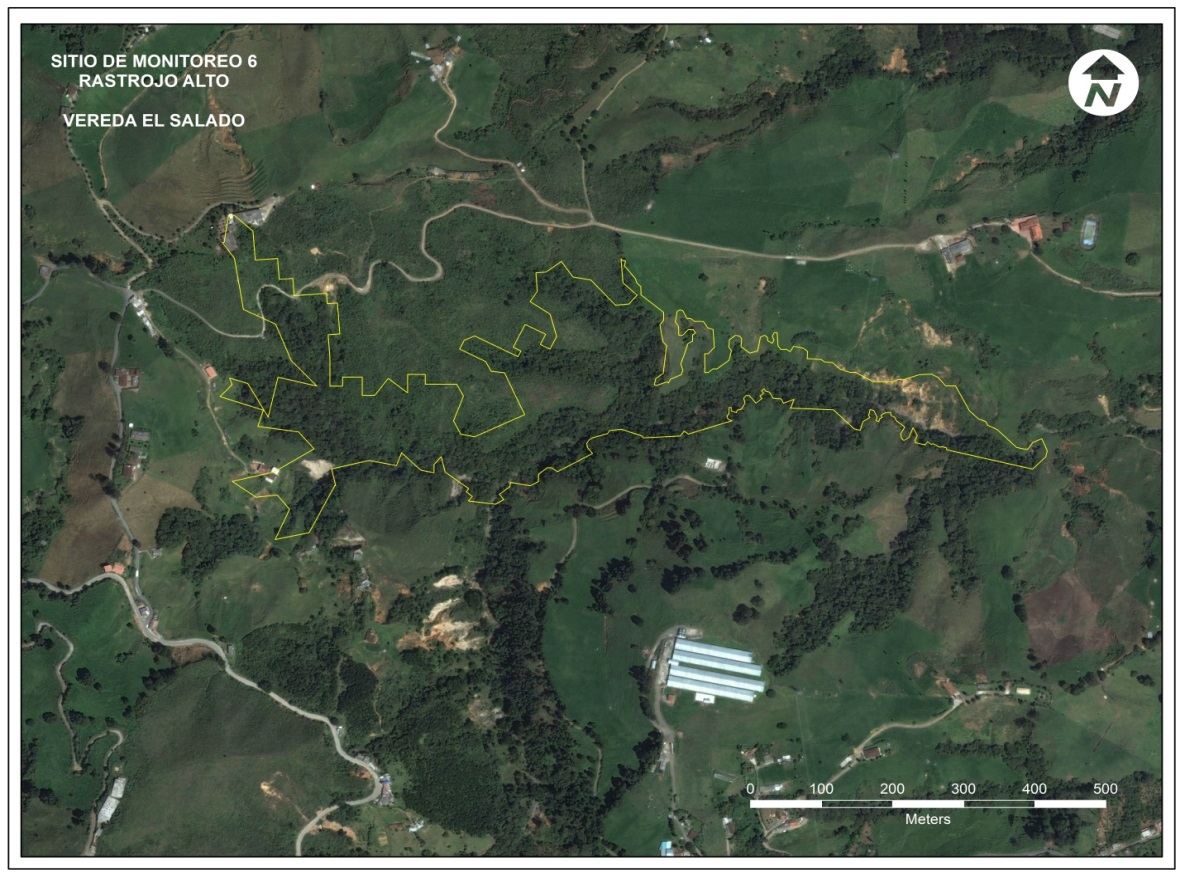 SITIO DE MONITOREO 6
RASTROJO ALTO
VEREDA EL SALADO
N
0 100 200 300 400 500
Meters